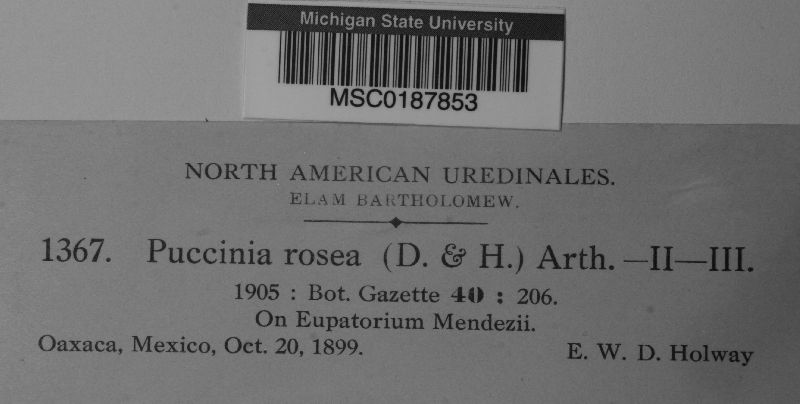 Michigan State University
MSC0187853
NORTH AMERICAN UREDINALES.
ELAM BARTHOLOMEW.
1367. Puccinia rosea (D. & H.) Arth. —II—III.
1905 : Bot. Gazette 40 : 206.
On Eupatorium Mendezii.
Oaxaca, Mexico, Oct. 20, 1899. E. W. D. Holway